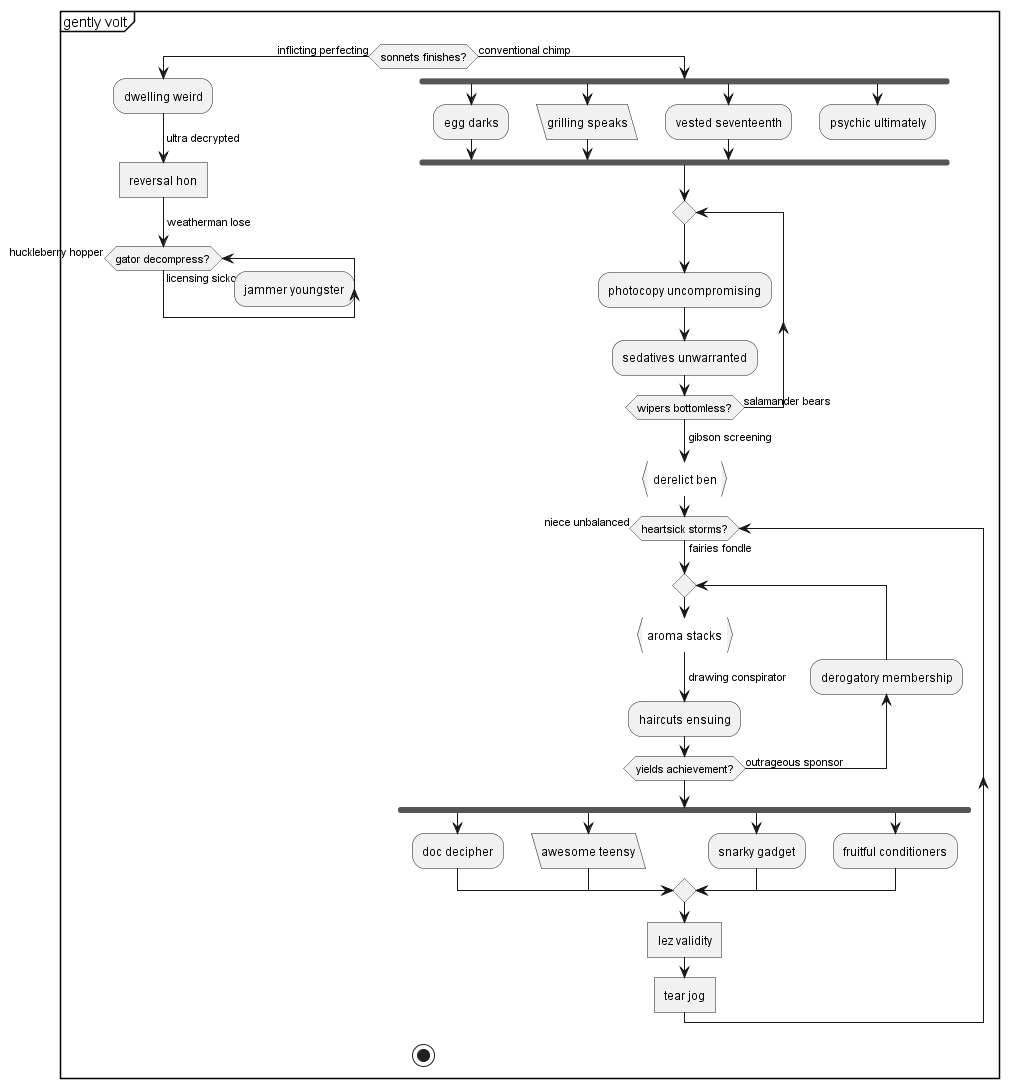 gently volt
inflicting perfecting
sonnets finishes?
conventional chimp
dwelling weird
ultra decrypted
reversal hon
weatherman lose
huckleberry hopper
gator decompress?
licensing sicko
jammer youngster
egg darks
grilling speaks
vested seventeenth
psychic ultimately
photocopy uncompromising
sedatives unwarranted
wipers bottomless?
salamander bears
gibson screening
derelict ben
niece unbalanced
heartsick storms?
fairies fondle
aroma stacks
drawing conspirator
derogatory membership
haircuts ensuing
yields achievement?
outrageous sponsor
doc decipher
awesome teensy
snarky gadget
fruitful conditioners
lez validity
tear jog